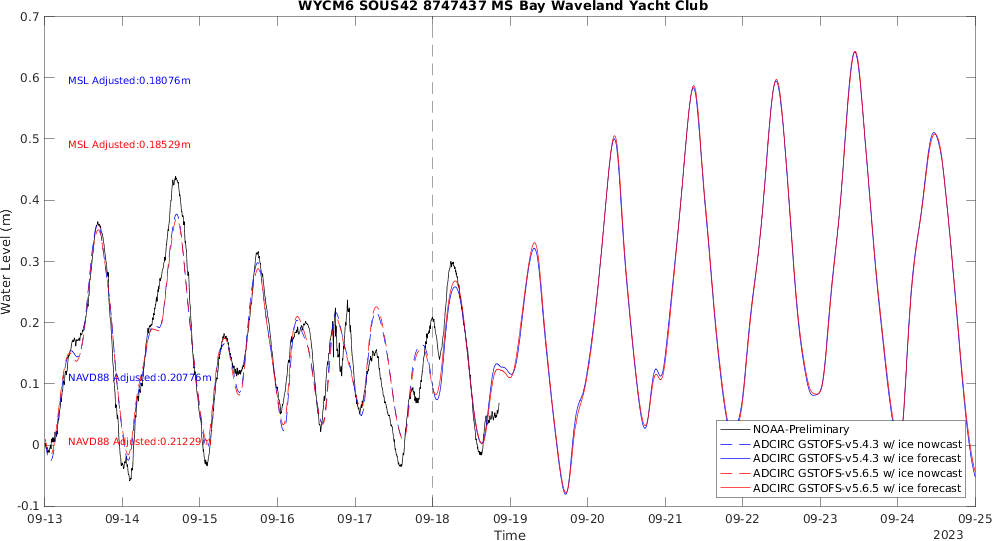 WYCM6 SOUS42 8747437 MS Bay Waveland Yacht Club
0.7
0.6
0.5
0.4
0.3
0.2
0.1
0
-0.1
Water Level (m)
MSL Adjusted:0.18076m
MSL Adjusted:0.18529m
NAVD88 Adjusted:0.20776m
NAVD88 Adjusted:0.21229m
NOAA-Preliminary
ADCIRC GSTOFS-v5.4.3 w/ ice nowcast
ADCIRC GSTOFS-v5.4.3 w/ ice forecast
ADCIRC GSTOFS-v5.6.5 w/ ice nowcast
ADCIRC GSTOFS-v5.6.5 w/ ice forecast
09-13 09-14 09-15 09-16 09-17 09-18 09-19 09-20 09-21 09-22 09-23 09-24 09-25
Time
2023